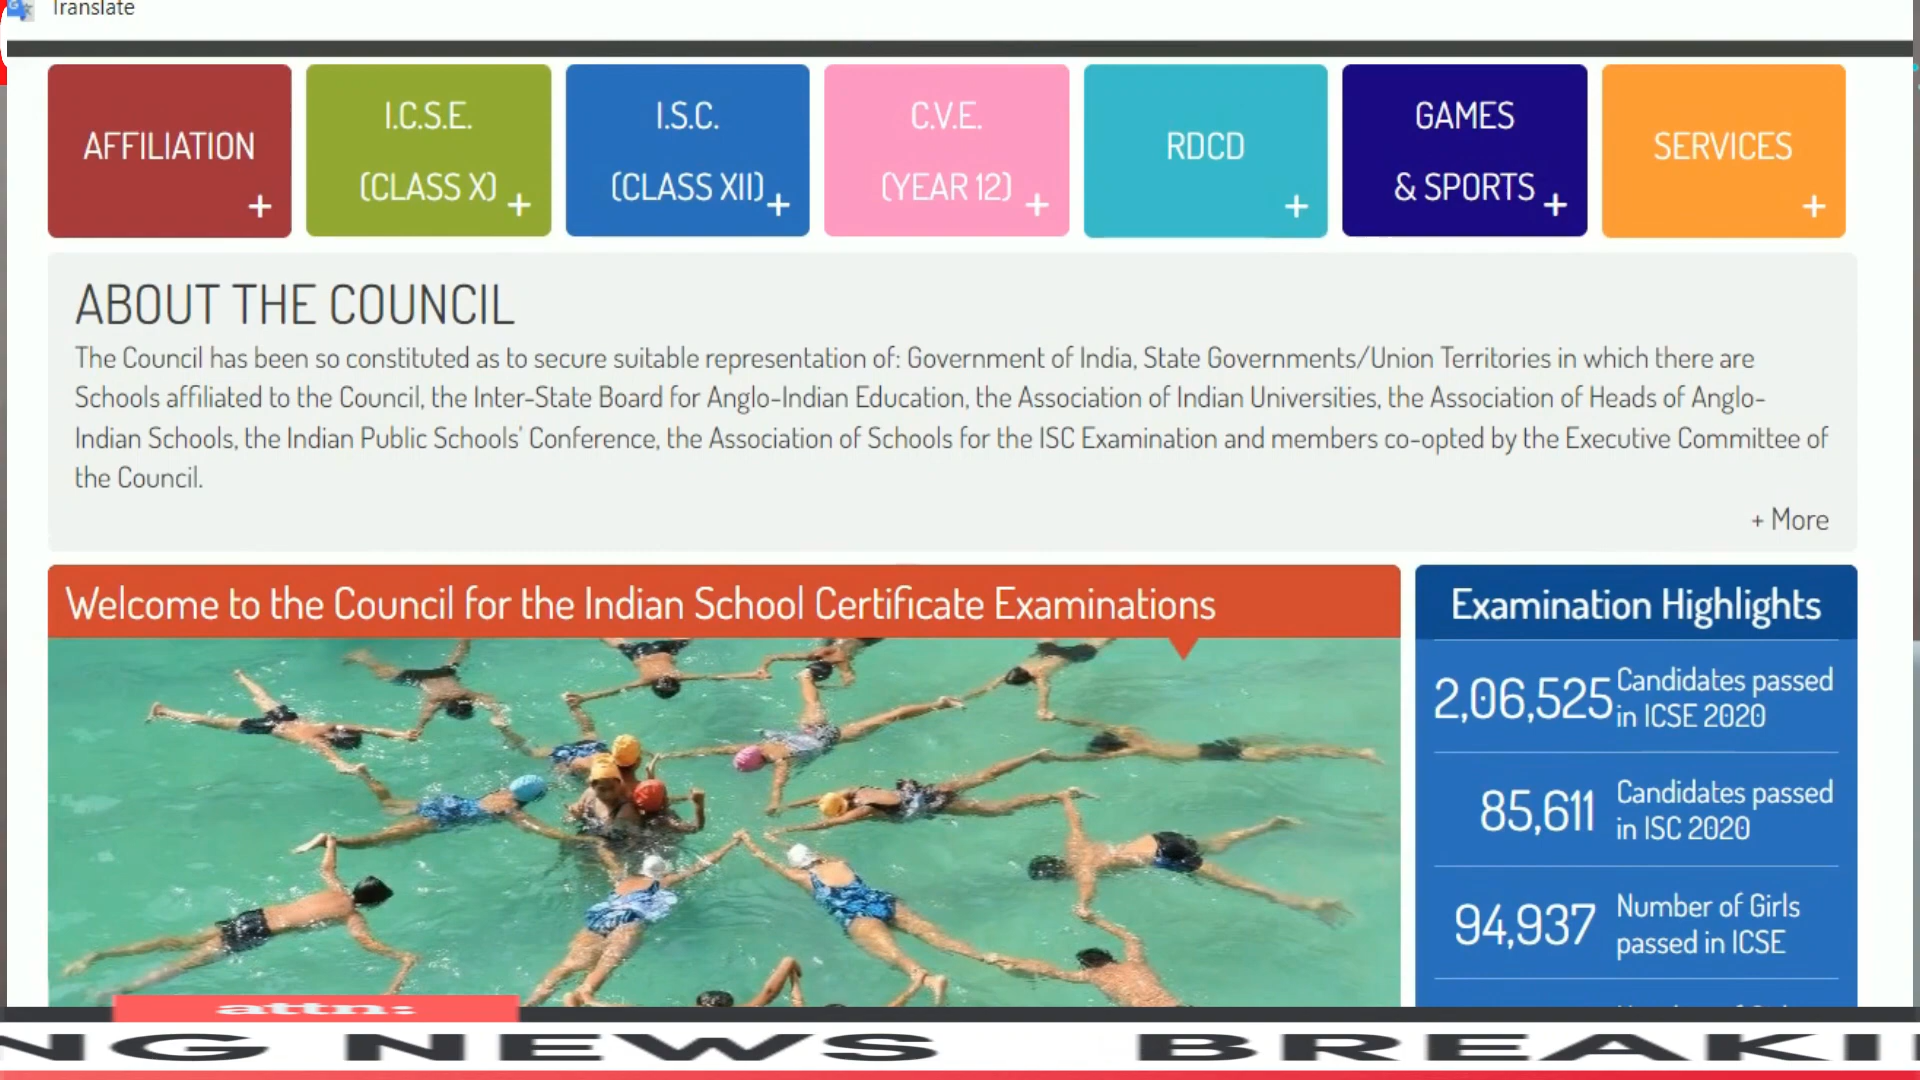 Translate
AFFILIATION
+
I.C.S.E.
(CLASS X)
+
I.S.C.
(CLASS XII)
+
C.V.E.
(YEAR 12)
+
RDCD
+
GAMES
& SPORTS
+
SERVICES
+
ABOUT THE COUNCIL
The Council has been so constituted as to secure suitable representation of: Government of India, State Governments/Union Territories in which there are
Schools affiliated to the Council, the Inter-State Board for Anglo-Indian Education, the Association of Indian Universities, the Association of Heads of Anglo-
Indian Schools, the Indian Public Schools' Conference, the Association of Schools for the ISC Examination and members co-opted by the Executive Committee of
the Council.
+ More
Welcome to the Council for the Indian School Certificate Examinations
Examination Highlights
2,06,525 Candidates passed
in ICSE 2020
85,611 Candidates passed
in ISC 2020
94,937 Number of Girls
passed in ICSE
attn:
NG NEWS BREAKI